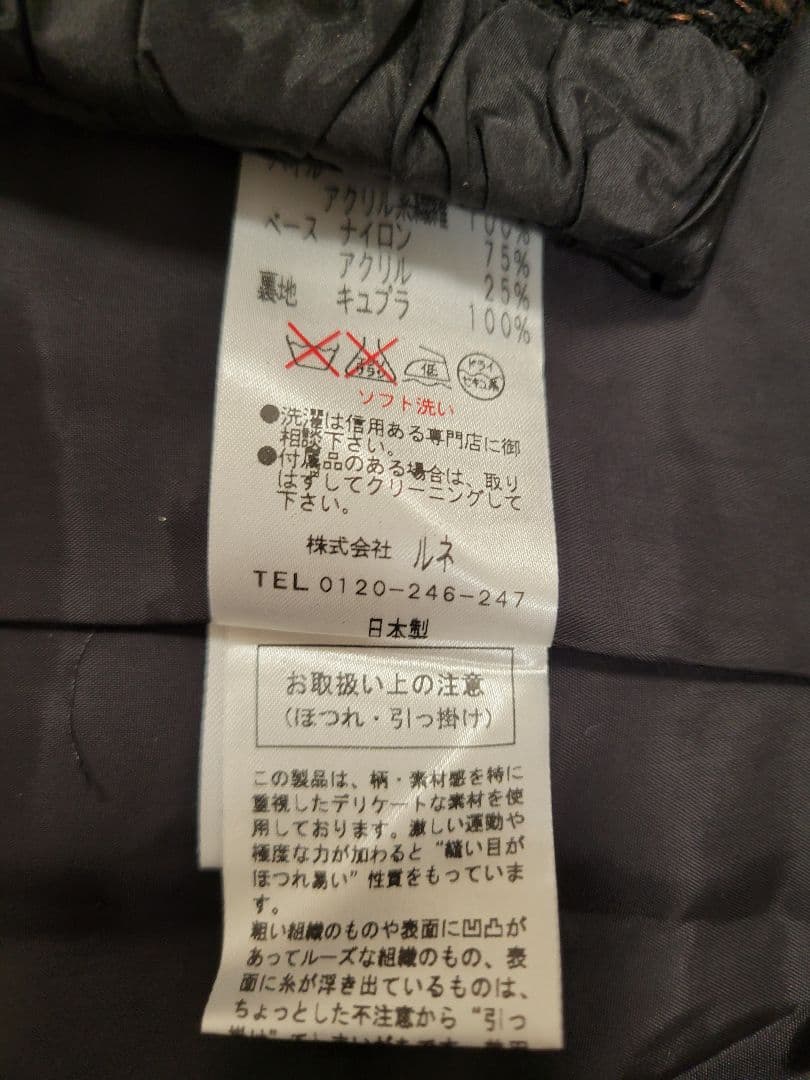 アクリル系繊維 100%
ベース ナイロン 75%
アクリル 25%
裏地 キュプラ 100%
エンソサラシ
低
ドライ
セキユ系
ソフト洗い
●洗濯は信用ある専門店に御
相談下さい。
●付属品のある場合は、取り
はずしてクリーニングして
下さい。
株式会社 ルネ
TEL 0120-246-247
日本製
お取扱い上の注意
(ほつれ・引っ掛け)
この製品は、柄・素材感を特に
重視したデリケートな素材を使
用しております。激しい運動や
極度な力が加わると“縫い目が
ほつれ易い”性質をもっていま
す。
粗い組織のものや表面に凹凸が
あってルーズな組織のもの、表
面に糸が浮き出ているものは、
ちょっとした不注意から“引っ